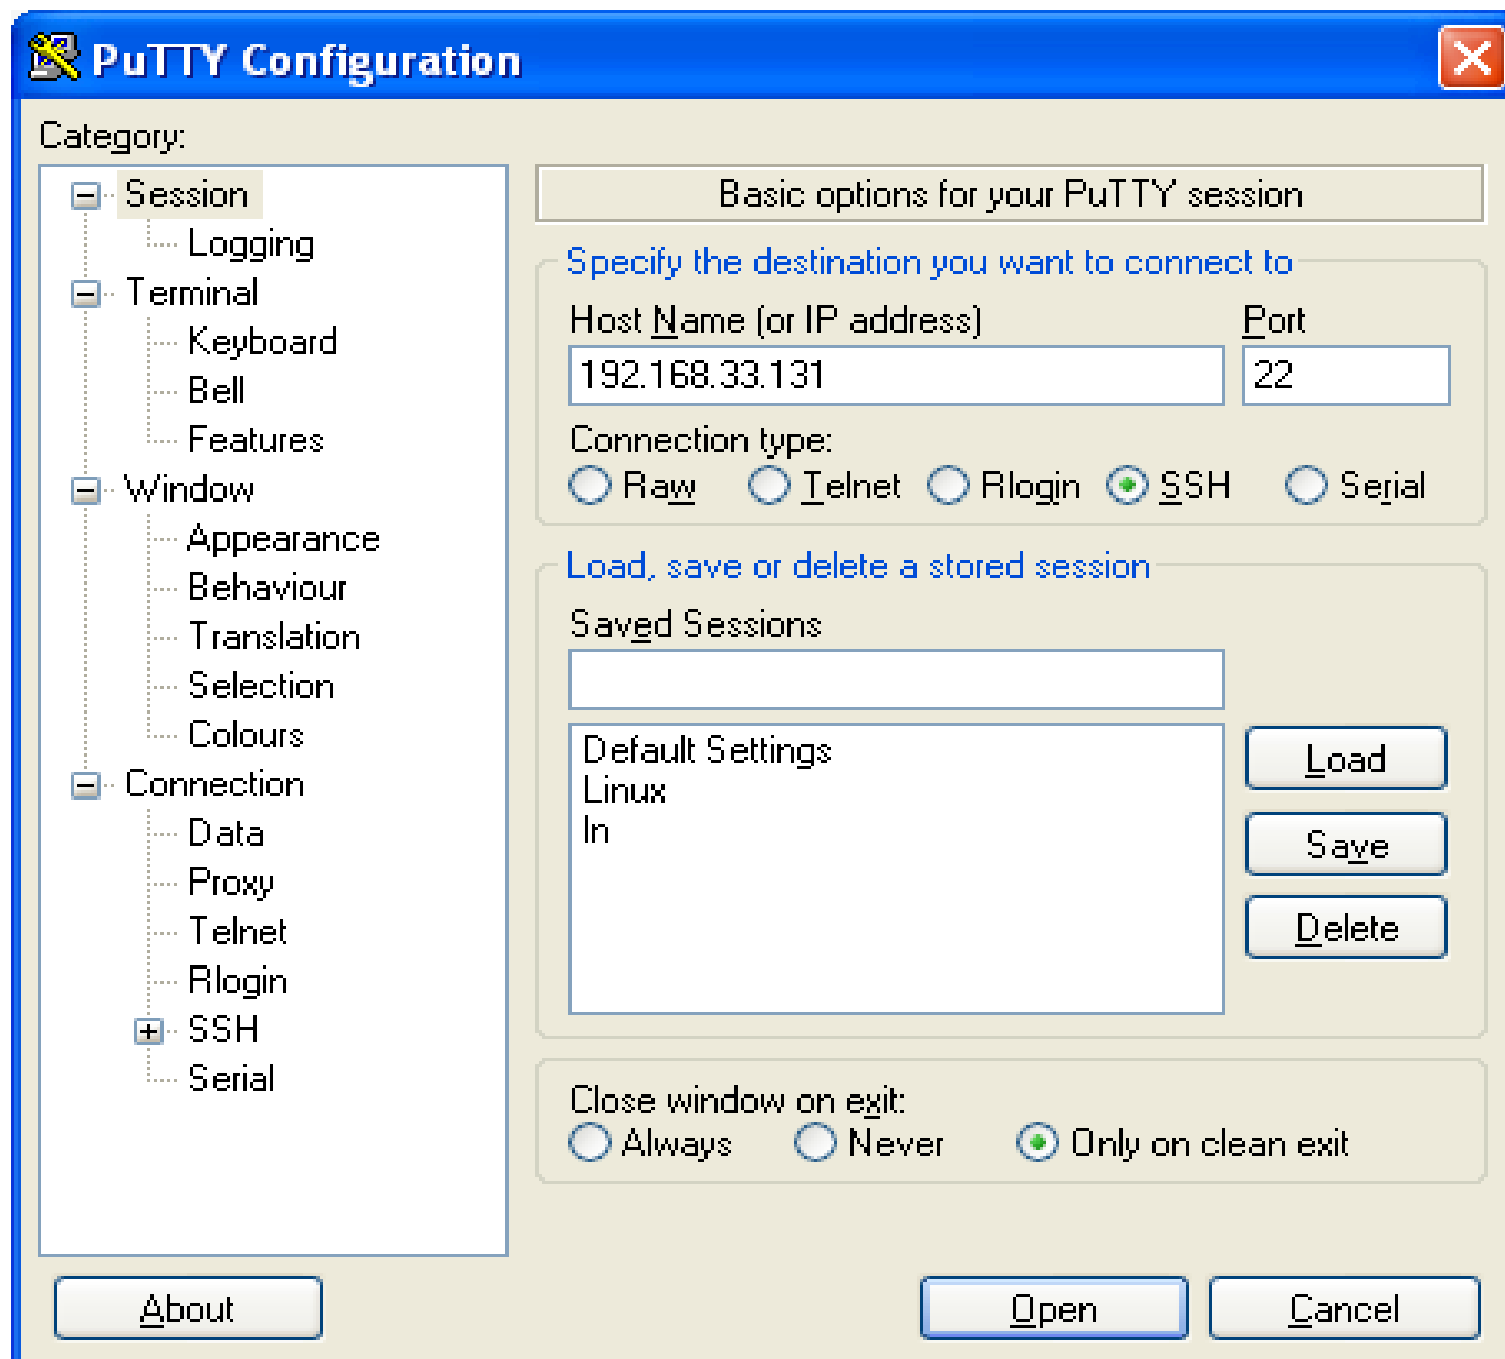 PuTTY Configuration
Category:
Session
Logging
Terminal
Keyboard
Bell
Features
Window
Appearance
Behaviour
Translation
Selection
Colours
Connection
Data
Proxy
Telnet
Rlogin
SSH
Serial
Basic options for your PuTTY session
Specify the destination you want to connect to
Host Name (or IP address) Port
192.168.33.131 22
Connection type:
Raw Telnet Rlogin SSH Serial
Load, save or delete a stored session
Saved Sessions
Default Settings
Linux
ln
Load
Save
Delete
Close window on exit:
Always Never Only on clean exit
About Open Cancel